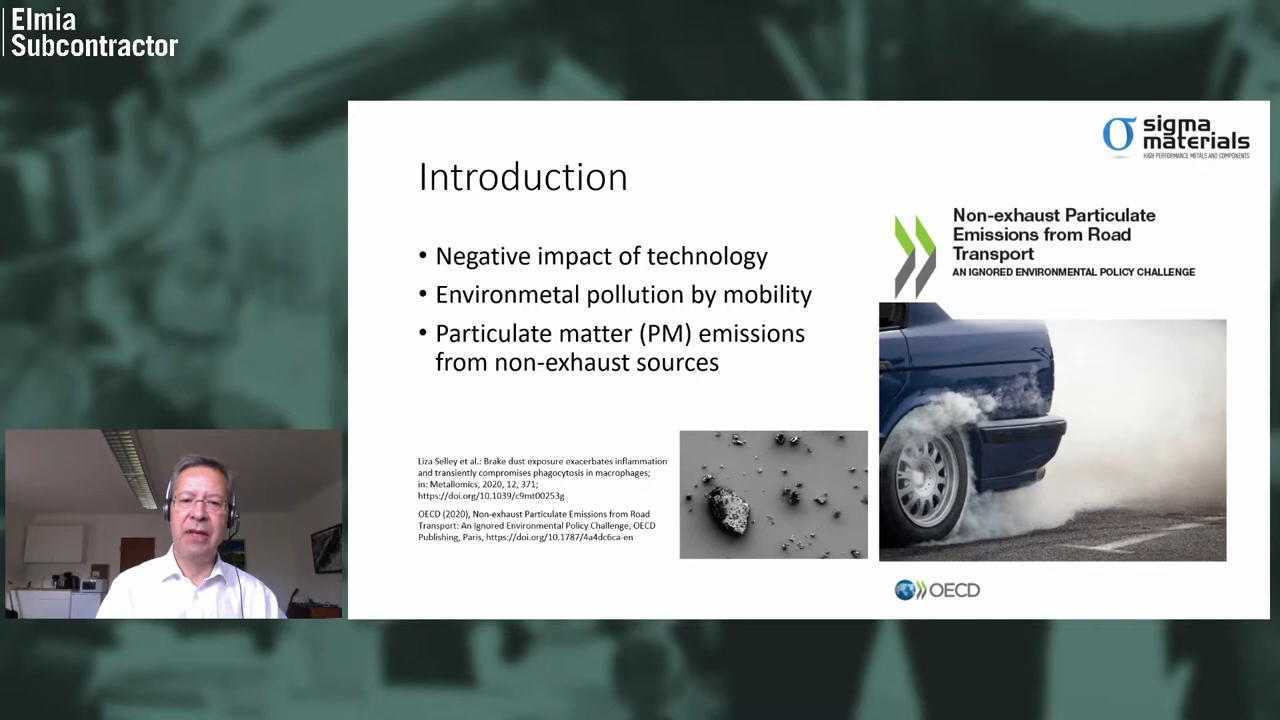 Elmia
Subcontractor
sigma
materials
HIGH PERFORMANCE METALS AND COMPONENTS
Introduction
• Negative impact of technology
• Environmetal pollution by mobility
• Particulate matter (PM) emissions
from non-exhaust sources
Liza Selley et al.: Brake dust exposure exacerbates inflammation
and transiently compromises phagocytosis in macrophages;
in: Metallomics, 2020, 12, 371;
https://doi.org/10.1039/c9mt00253g
OECD (2020), Non-exhaust Particulate Emissions from Road
Transport: An Ignored Environmental Policy Challenge, OECD
Publishing, Paris, https://doi.org/10.1787/4a4dc6ca-en
Non-exhaust Particulate
Emissions from Road
Transport
AN IGNORED ENVIRONMENTAL POLICY CHALLENGE
OECD